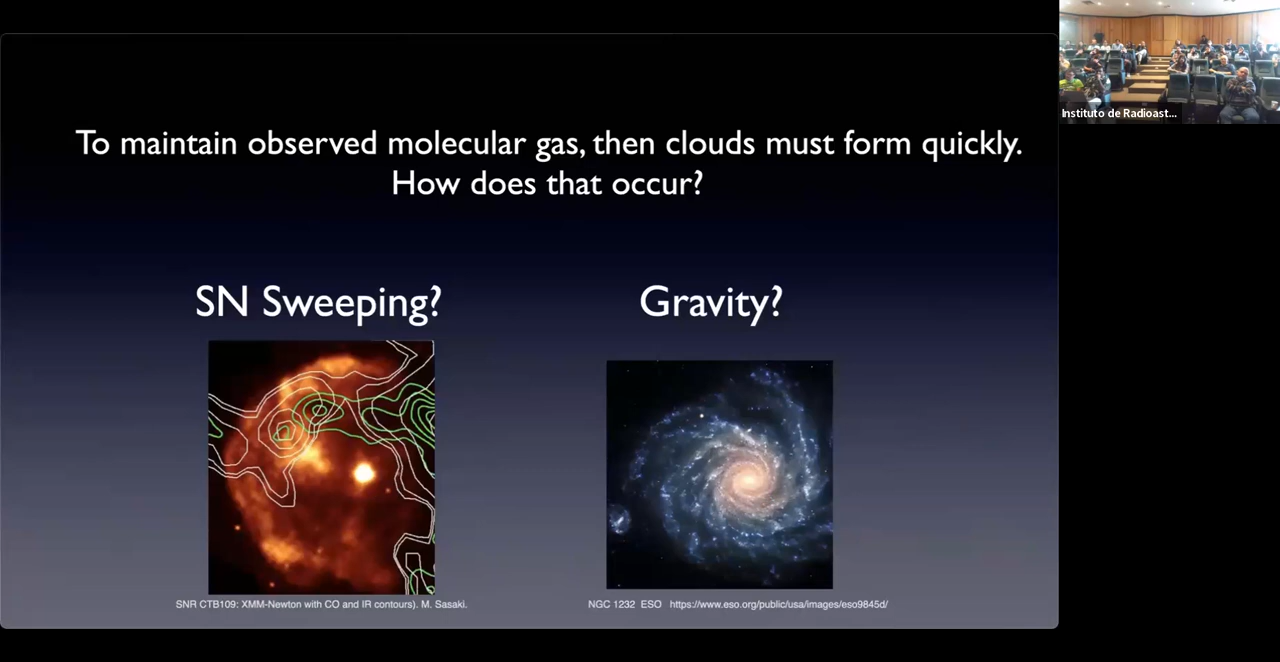 To maintain observed molecular gas, then clouds must form quickly.
How does that occur?
SN Sweeping?
Gravity?
SNR CTB109: XMM-Newton with CO and IR contours). M. Sasaki.
NGC 1232 ESO https://www.eso.org/public/usa/images/eso9845d/
Instituto de Radioast...